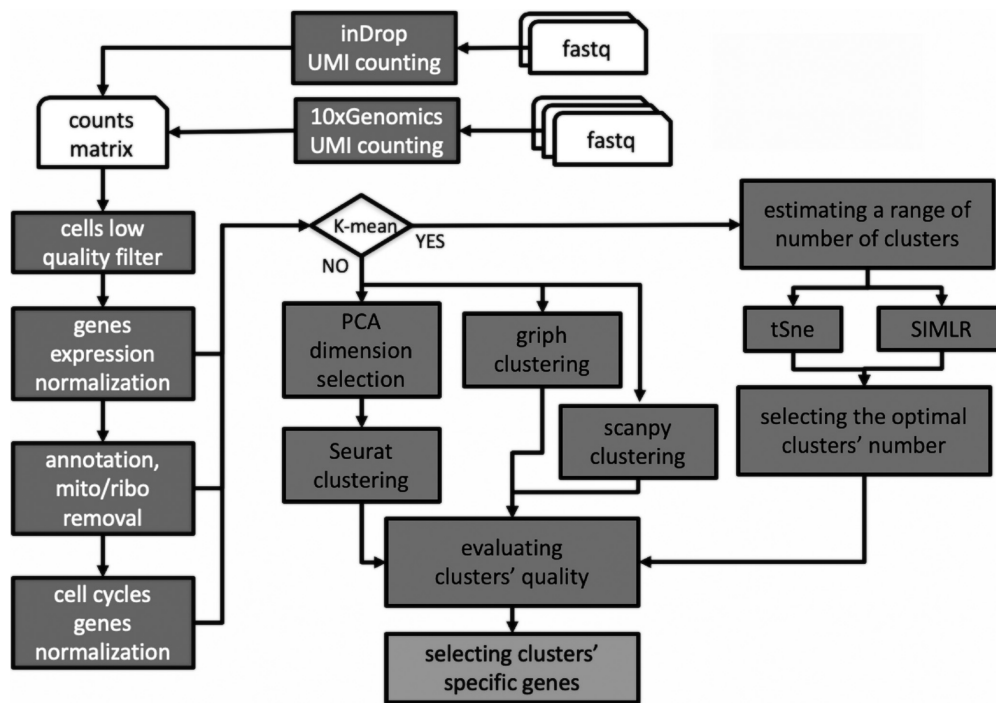 inDrop
UMI counting
fastq
counts
matrix
10xGenomics
UMI counting
fastq
cells low
quality filter
K-mean
YES
NO
estimating a range of
number of clusters
genes
expression
normalization
PCA
dimension
selection
griph
clustering
tSne
SIMLR
annotation,
mito/ribo
removal
Seurat
clustering
scanpy
clustering
selecting the optimal
clusters' number
cell cycles
genes
normalization
evaluating
clusters' quality
selecting clusters'
specific genes